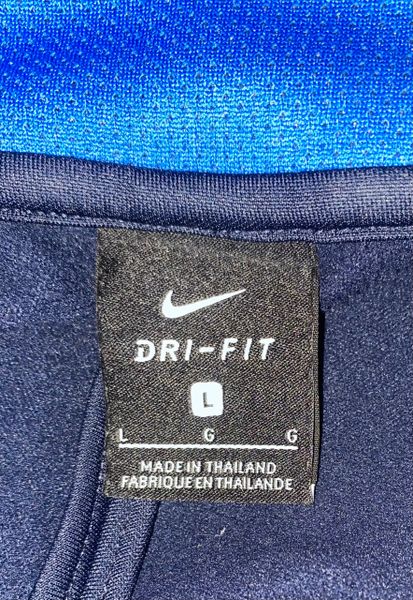 DRI-FIT
L
L G G
MADE IN THAILAND
FABRIQUE EN THAILANDE